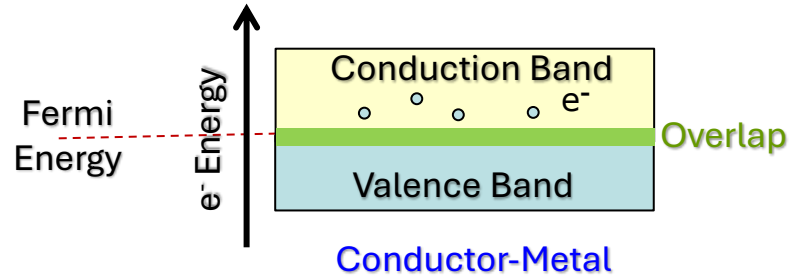 Conduction Band
e⁻
Fermi
Energy
e⁻ Energy
Overlap
Valence Band
Conductor-Metal